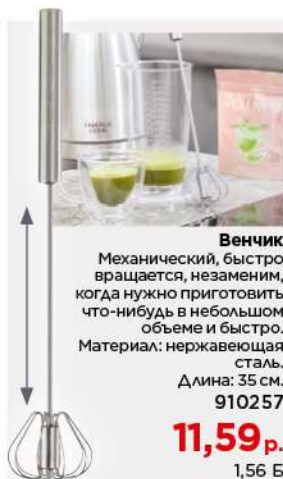 Венчик
Механический, быстро
вращается, незаменим,
когда нужно приготовить
что-нибудь в небольшом
объеме и быстро.
Материал: нержавеющая
сталь.
Длина: 35 см.
910257
11,59 р.
1,56 Б